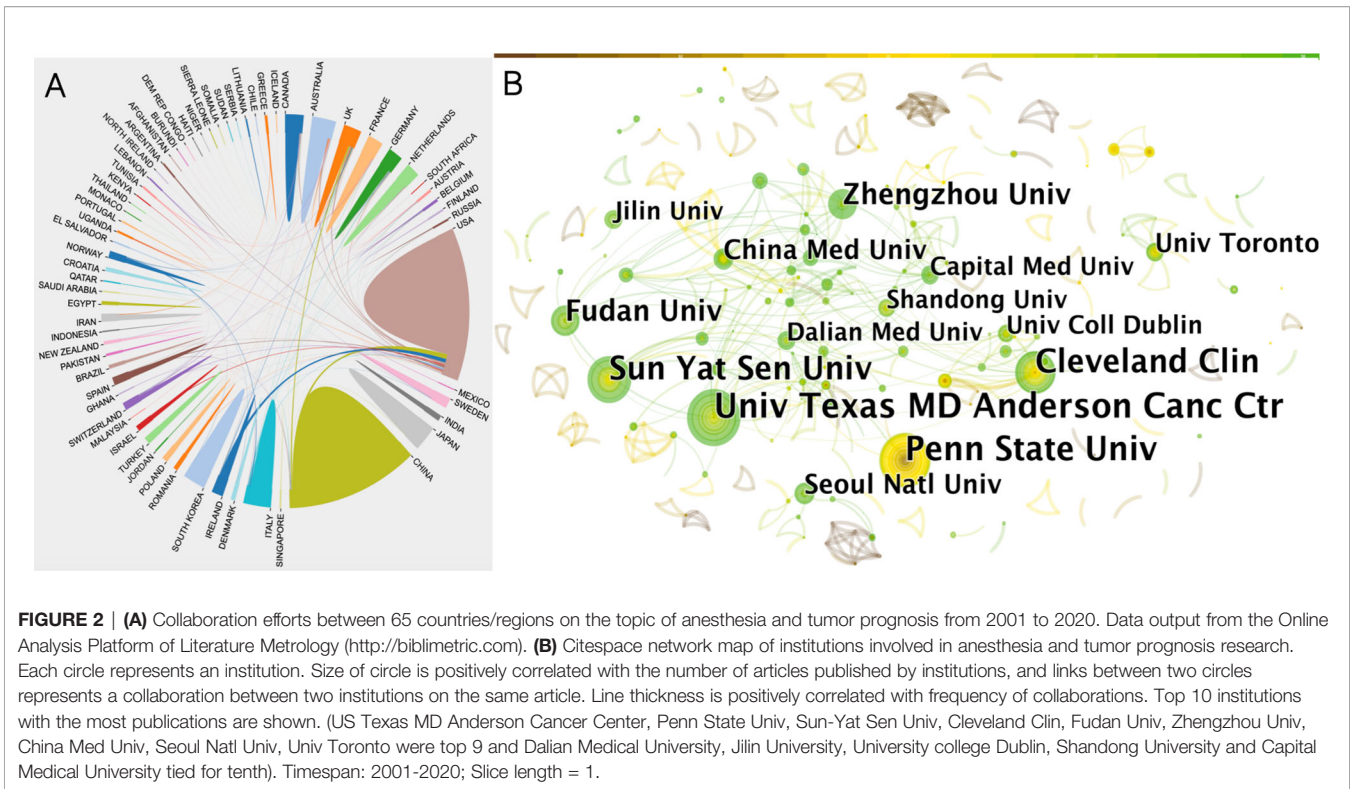 A
SIERRA LEONE
SOMALIA
SUDAN
SERBIA
LITHUANIA
CHILE
GREECE
ICELAND
CANADA
AUSTRALIA
UK
FRANCE
GERMANY
NETHERLANDS
SOUTH AFRICA
AUSTRIA
BELGIUM
FINLAND
RUSSIA
USA
MEXICO
SWEDEN
INDIA
JAPAN
CHINA
SINGAPORE
ITALY
DENMARK
IRELAND
SOUTH KOREA
ROMANIA
POLAND
JORDAN
TURKEY
ISRAEL
MALAYSIA
SWITZERLAND
GHANA
SPAIN
BRAZIL
PAKISTAN
NEW ZEALAND
INDONESIA
IRAN
EGYPT
SAUDI ARABIA
QATAR
CROATIA
NORWAY
EL SALVADOR
UGANDA
PORTUGAL
MONACO
THAILAND
KENYA
TUNISIA
LEBANON
NORTH IRELAND
ARGENTINA
AFGHANISTAN
BURUNDI
DEM REP CONGO
HAITI
NIGER
B
Zhengzhou Univ
Jilin Univ
China Med Univ
Univ Toronto
Capital Med Univ
Shandong Univ
Fudan Univ
Dalian Med Univ
Univ Coll Dublin
Sun Yat Sen Univ
Cleveland Clin
Univ Texas MD Anderson Canc Ctr
Penn State Univ
Seoul Natl Univ
FIGURE 2 | (A) Collaboration efforts between 65 countries/regions on the topic of anesthesia and tumor prognosis from 2001 to 2020. Data output from the Online
Analysis Platform of Literature Metrology (http://biblimetric.com). (B) Citespace network map of institutions involved in anesthesia and tumor prognosis research.
Each circle represents an institution. Size of circle is positively correlated with the number of articles published by institutions, and links between two circles
represents a collaboration between two institutions on the same article. Line thickness is positively correlated with frequency of collaborations. Top 10 institutions
with the most publications are shown. (US Texas MD Anderson Cancer Center, Penn State Univ, Sun-Yat Sen Univ, Cleveland Clin, Fudan Univ, Zhengzhou Univ,
China Med Univ, Seoul Natl Univ, Univ Toronto were top 9 and Dalian Medical University, Jilin University, University college Dublin, Shandong University and Capital
Medical University tied for tenth). Timespan: 2001-2020; Slice length = 1.